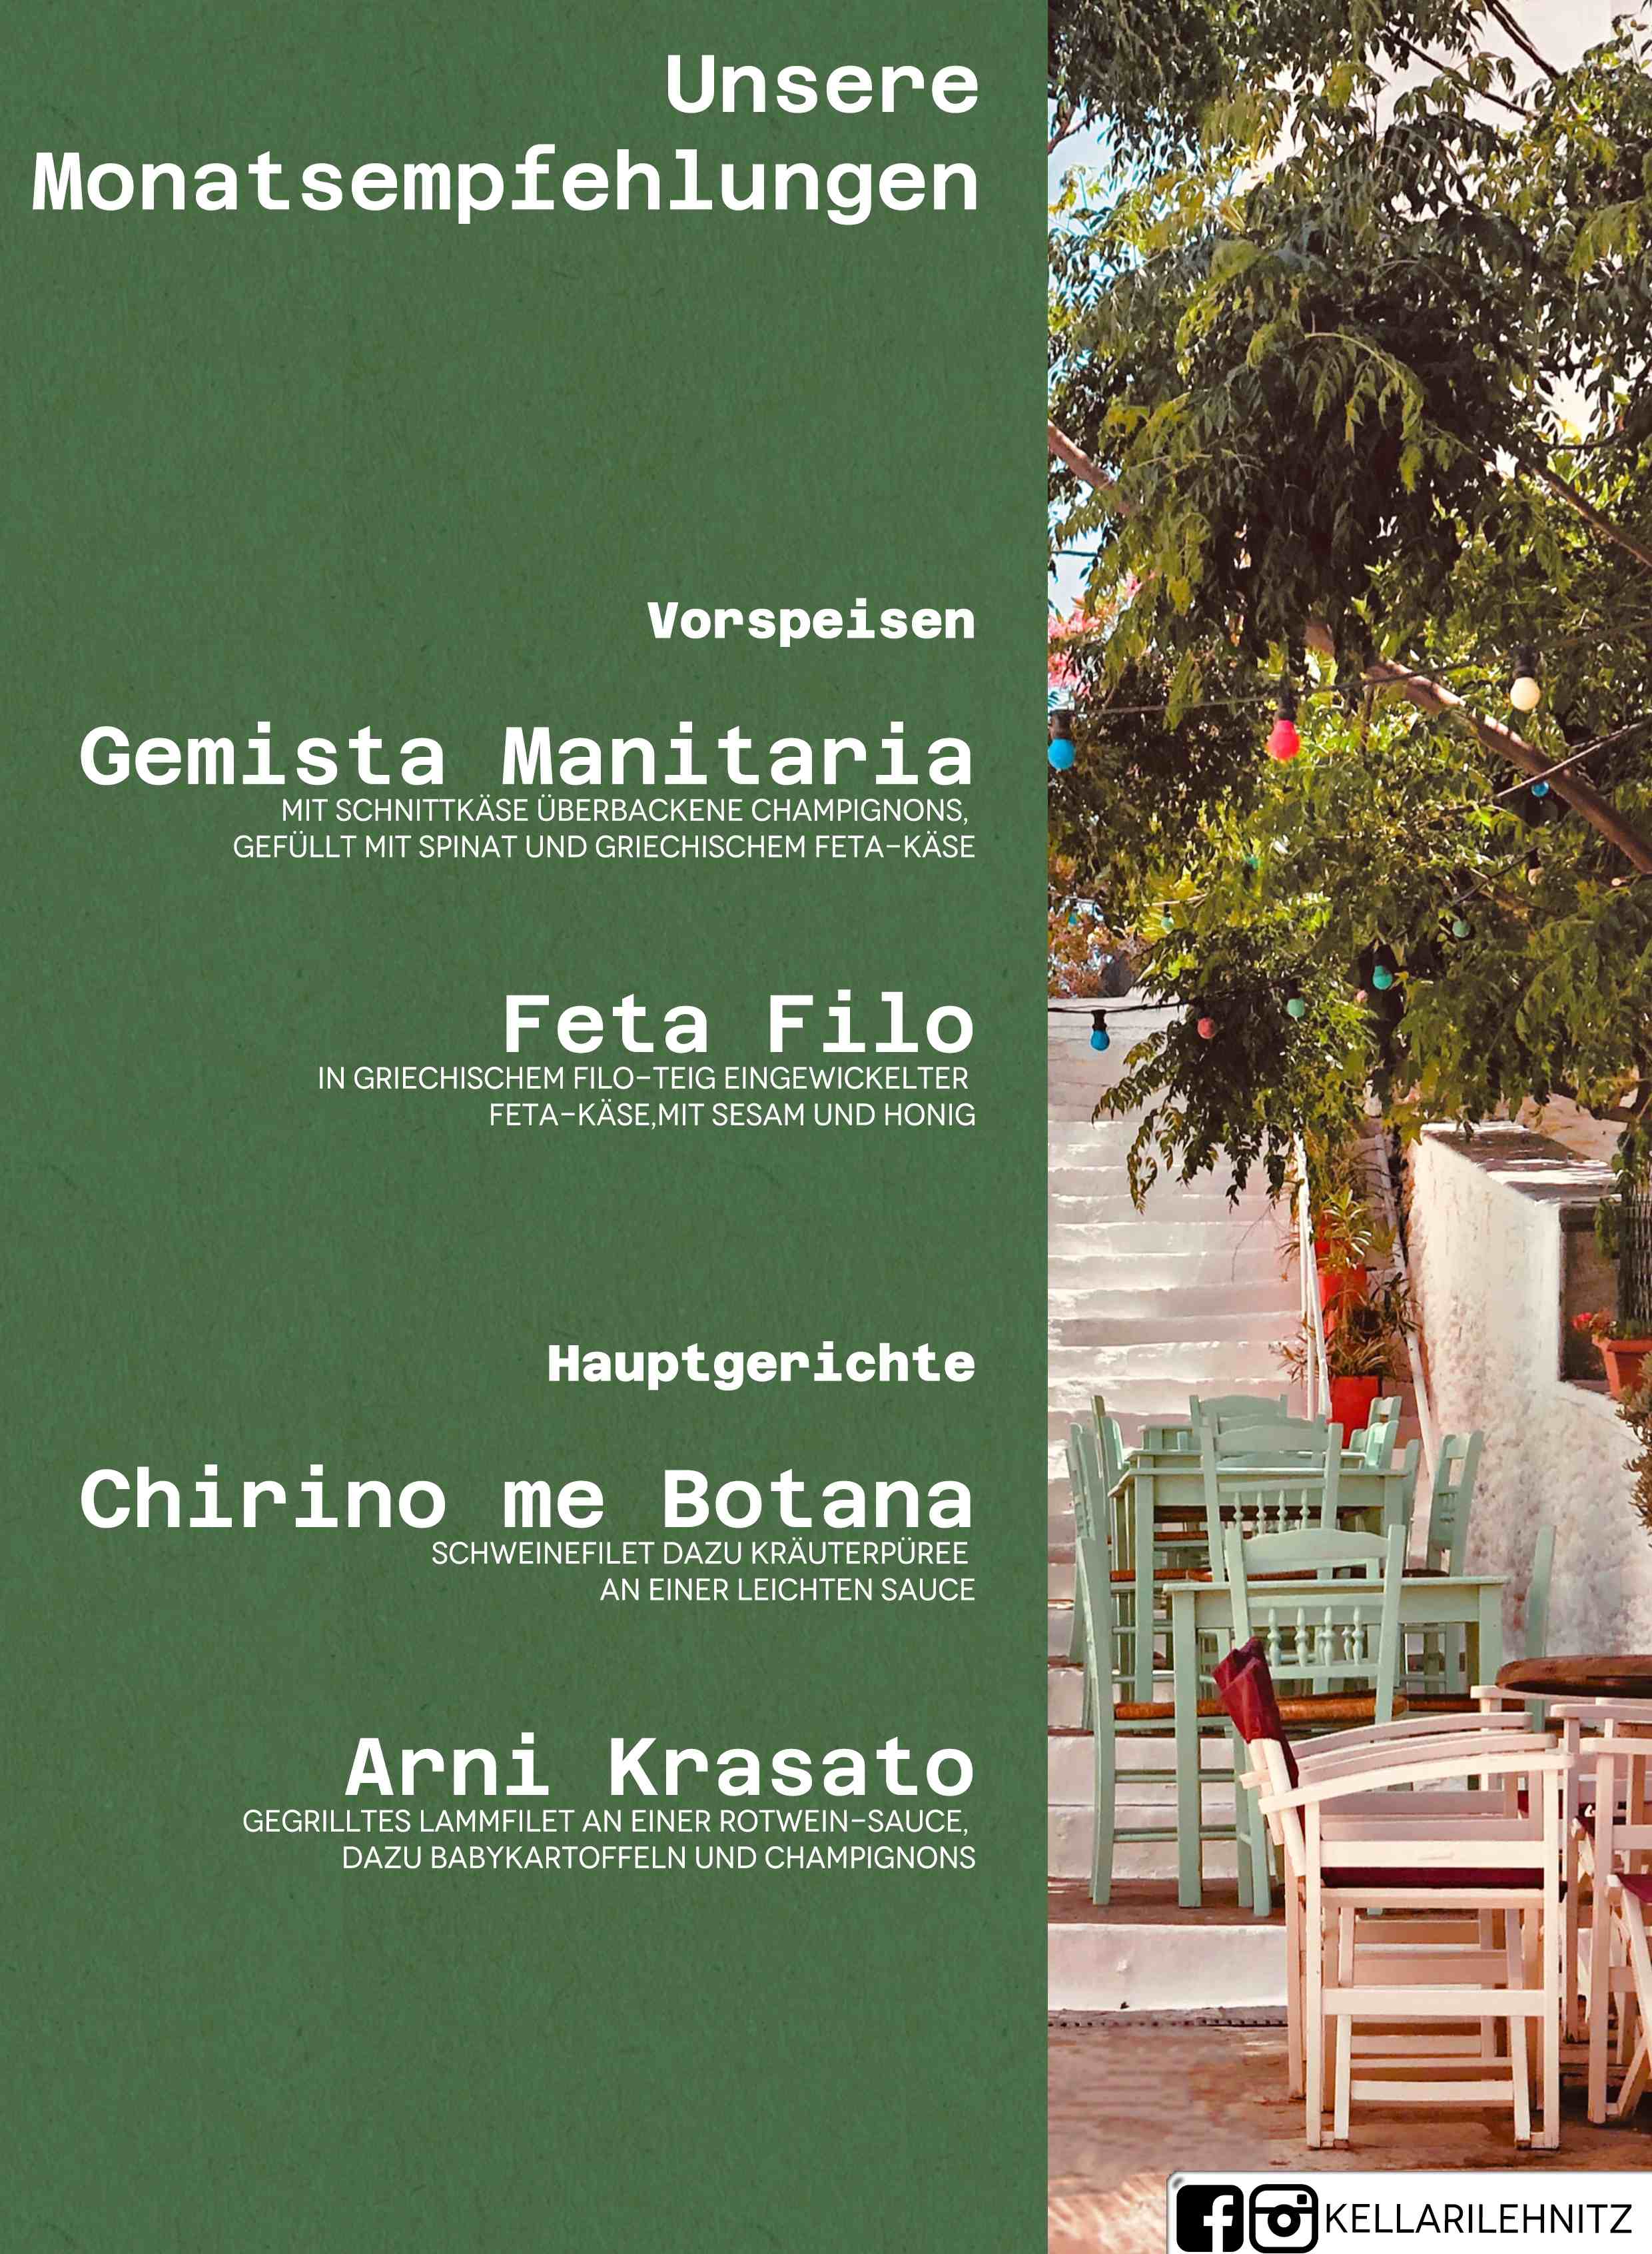 Unsere
Monatsempfehlungen
Vorspeisen
Gemista Manitaria
MIT SCHNITTKÄSE ÜBERBACKENE CHAMPIGNONS,
GEFÜLLT MIT SPINAT UND GRIECHISCHEM FETA-KÄSE
Feta Filo
IN GRIECHISCHEM FILO-TEIG EINGEWICKELTER
FETA-KÄSE,MIT SESAM UND HONIG
Hauptgerichte
Chirino me Botana
SCHWEINEFILET DAZU KRÄUTERPÜREE
AN EINER LEICHTEN SAUCE
Arni Krasato
GEGRILLTES LAMMFILET AN EINER ROTWEIN-SAUCE,
DAZU BABYKARTOFFELN UND CHAMPIGNONS
KELLARILEHNITZ